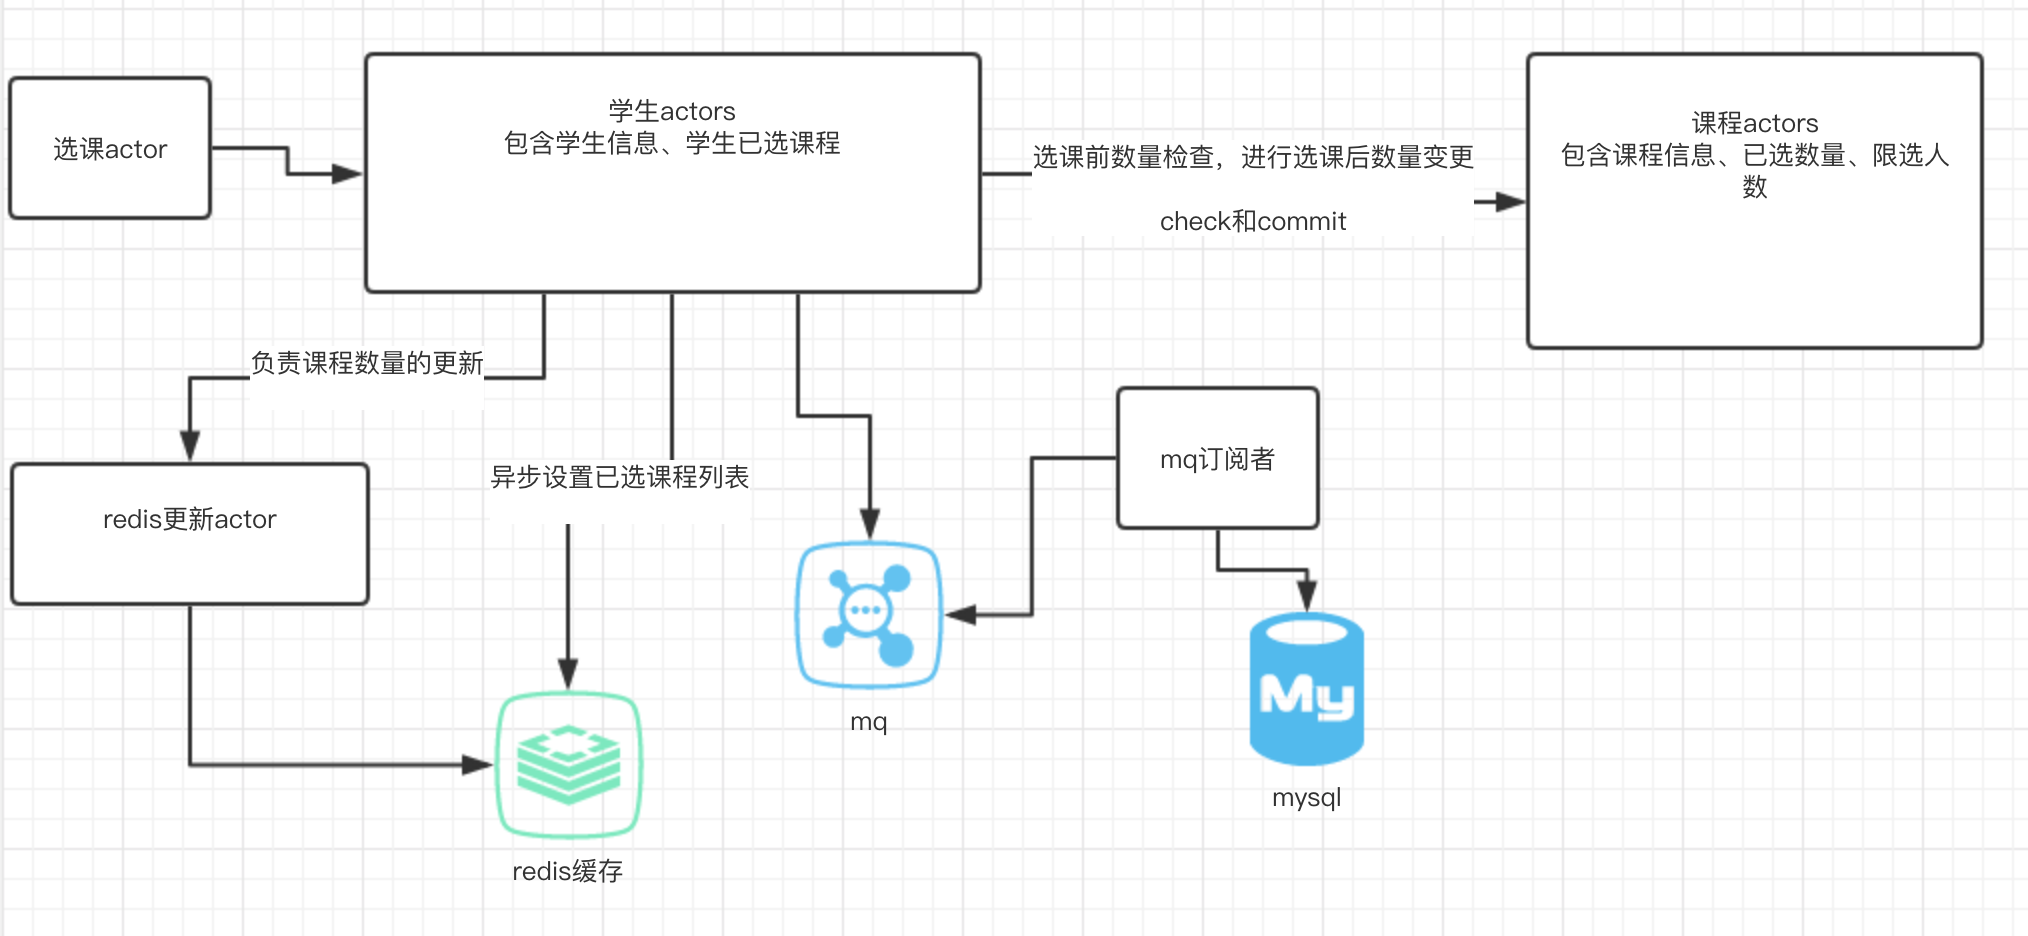 选课actor
学生actors
包含学生信息、学生已选课程
选课前数量检查，进行选课后数量变更
check和commit
课程actors
包含课程信息、已选数量、限选人
数
负责课程数量的更新
异步设置已选课程列表
mq订阅者
redis更新actor
mq
My
mysql
redis缓存